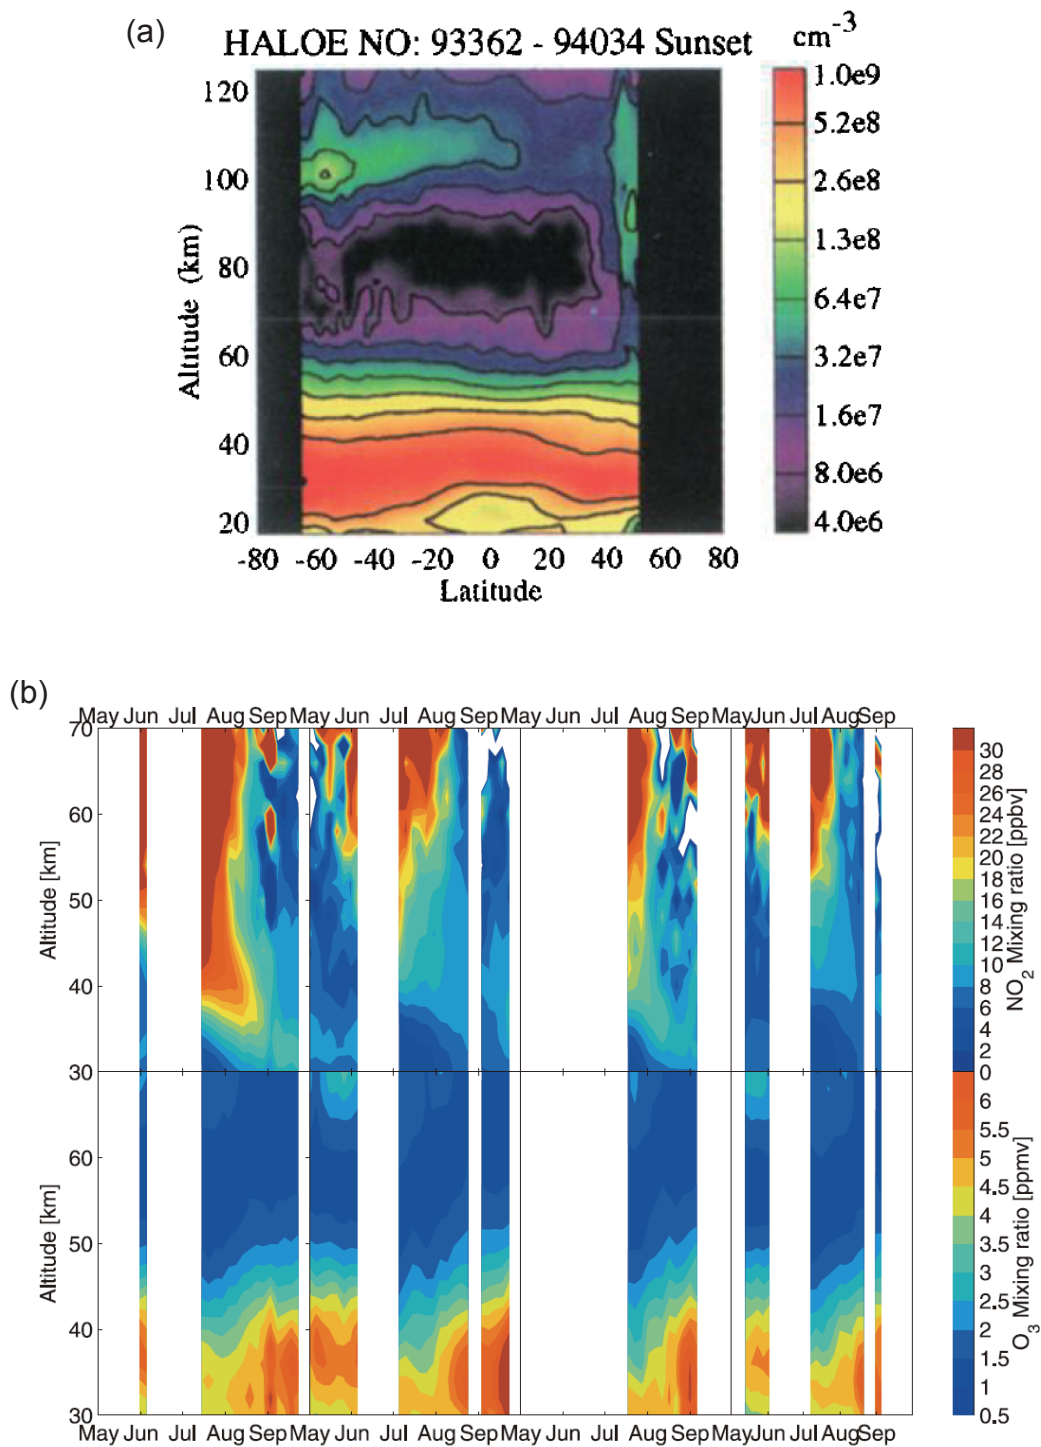 (a)
HALOE NO: 93362 - 94034 Sunset
cm-3
120
100
80
60
40
20
Altitude (km)
-80 -60 -40 -20 0 20 40 60 80
Latitude
1.0e9
5.2e8
2.6e8
1.3e8
6.4e7
3.2e7
1.6e7
8.0e6
4.0e6
(b)
May Jun Jul Aug Sep May Jun Jul Aug Sep May Jun Jul Aug Sep May Jun Jul Aug Sep
70
60
50
40
30
Altitude [km]
60
50
40
30
Altitude [km]
May Jun Jul Aug Sep May Jun Jul Aug Sep May Jun Jul Aug Sep May Jun Jul Aug Sep
30
28
26
24
22
20
18
16
14
12
10
8
6
4
2
0
NO2 Mixing ratio [ppbv]
6
5.5
5
4.5
4
3.5
3
2.5
2
1.5
1
0.5
O3 Mixing ratio [ppmv]